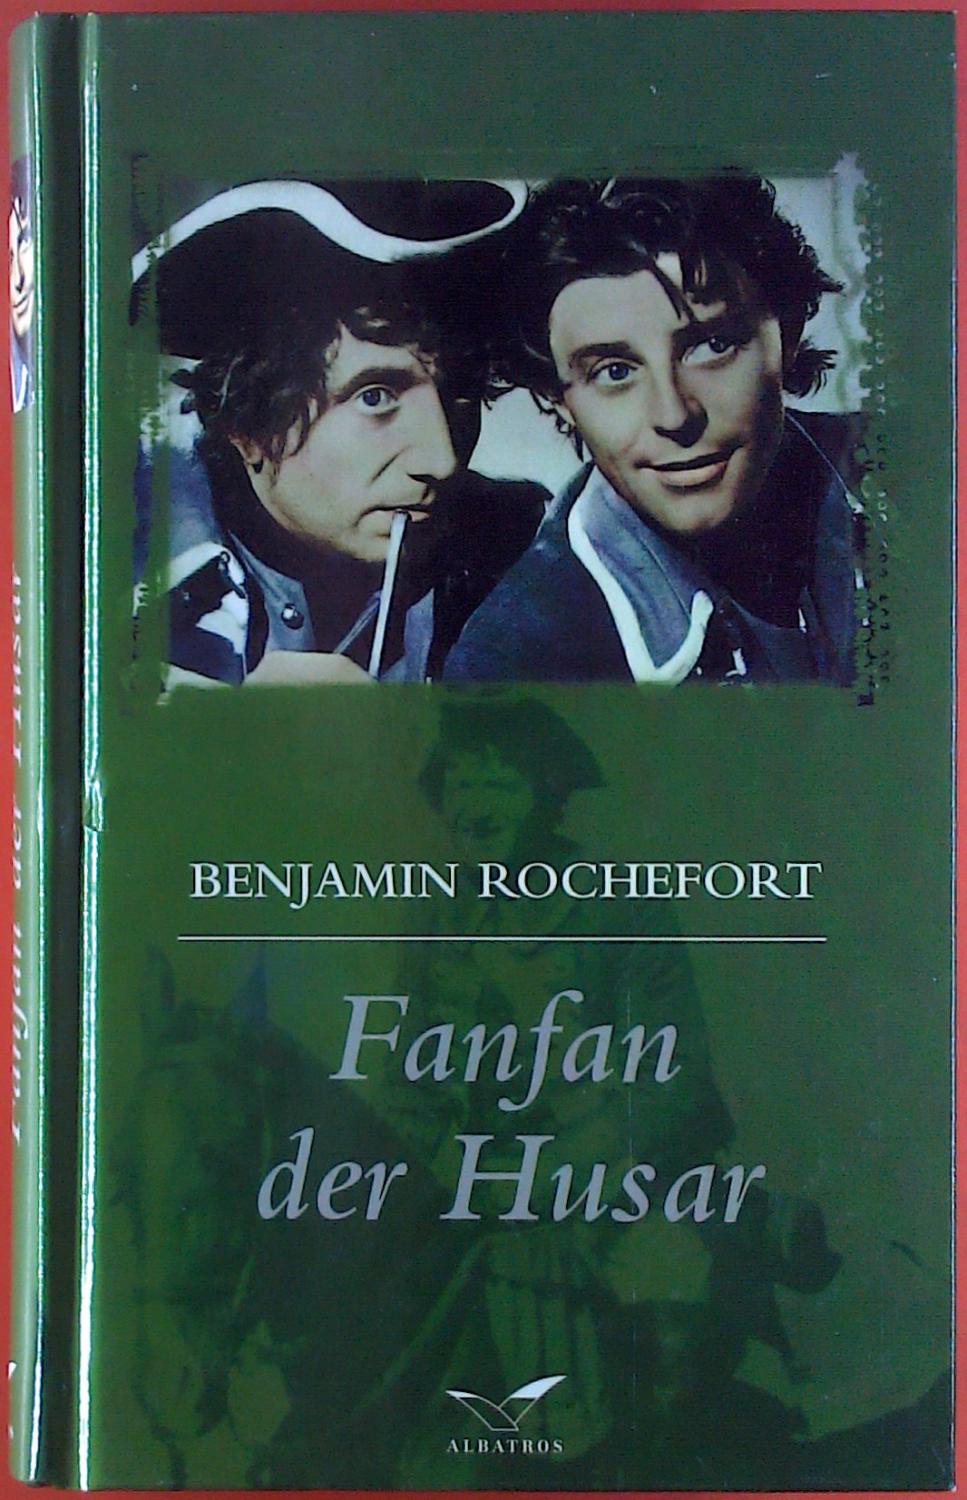 BENJAMIN ROCHEFORT
Fanfan
der Husar
ALBATROS
Fanfan der Husar